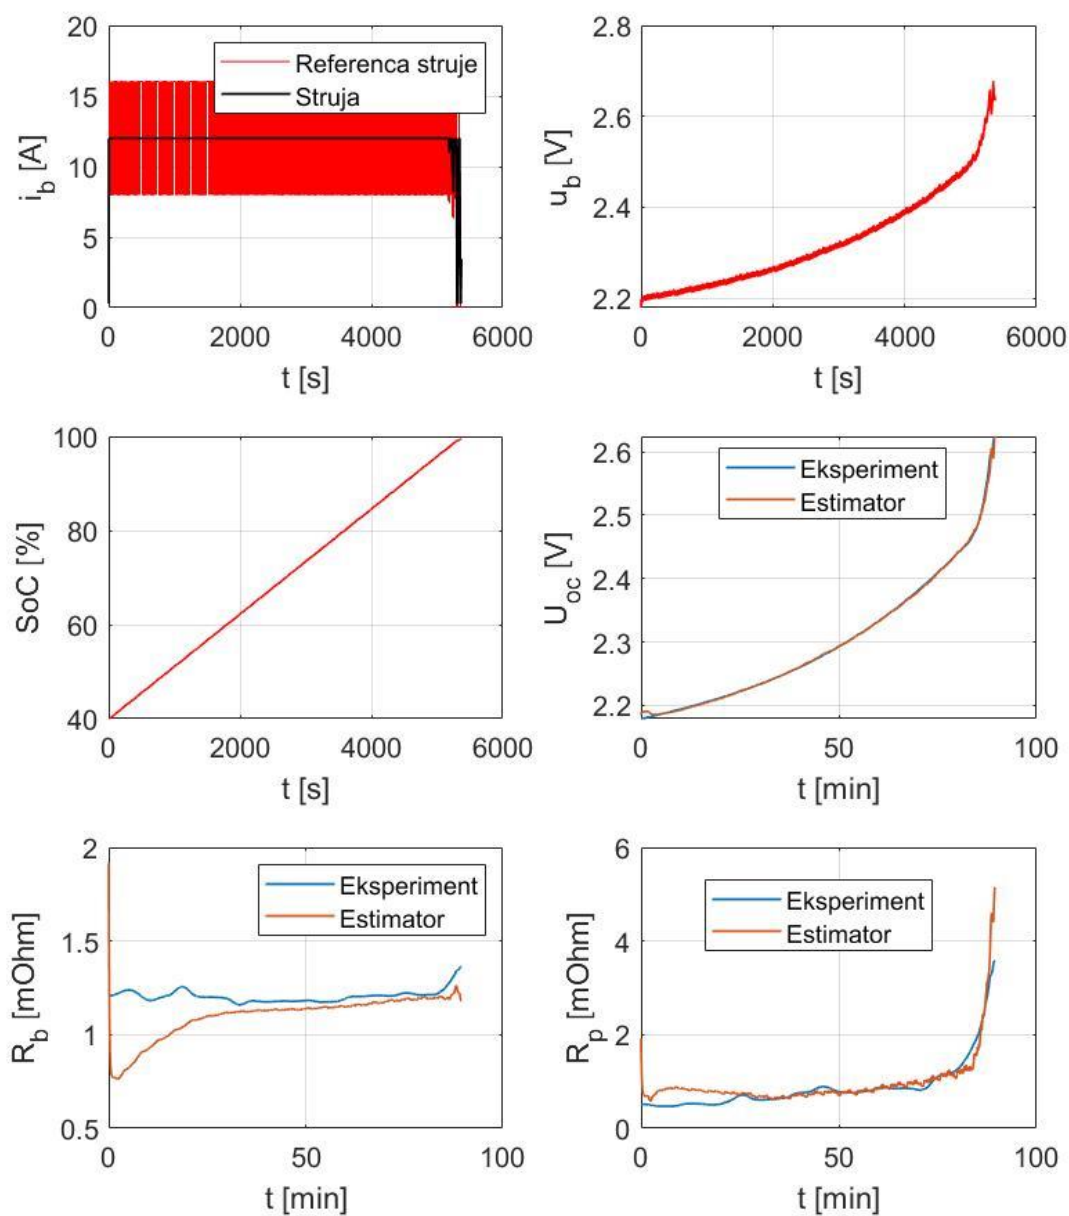 20
15
10
5
0
i_b [A]
Referenca struje
Struja
0 2000 4000 6000
t [s]
2.8
2.6
2.4
2.2
u_b [V]
0 2000 4000 6000
t [s]
100
80
60
40
SoC [%]
0 2000 4000 6000
t [s]
2.6
2.5
2.4
2.3
2.2
U_oc [V]
Eksperiment
Estimator
0 50 100
t [min]
2
1.5
1
0.5
R_b [mOhm]
Eksperiment
Estimator
0 50 100
t [min]
6
4
2
0
R_p [mOhm]
Eksperiment
Estimator
0 50 100
t [min]